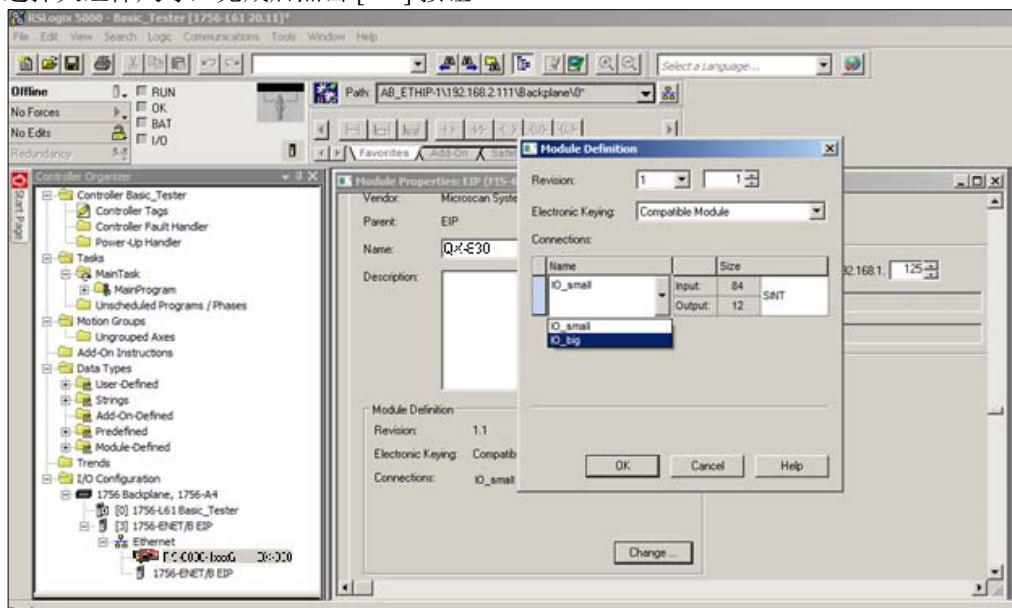 RSLogix 5000 - Basic_Tester [1756-L61 20.11]*
File Edit View Search Logic Communications Tools Window Help
Select a Language...
Offline
RUN
No Forces
OK
No Edits
BAT
Redundancy
I/O
Path: AB_ETHIP-1\192.168.2.111\Backplane\0*
Favorites Add-On
Controller Organizer
Start Page
Controller Basic_Tester
Controller Tags
Controller Fault Handler
Power-Up Handler
Tasks
MainTask
MainProgram
Unscheduled Programs / Phases
Motion Groups
Ungrouped Axes
Add-On Instructions
Data Types
User-Defined
Strings
Add-On-Defined
Predefined
Module-Defined
Trends
I/O Configuration
1756 Backplane, 1756-A4
[0] 1756-L61 Basic_Tester
[3] 1756-ENET/B EIP
Ethernet
1756-ENET/B EIP
Module Properties: EIP
Vendor: Microscan Syste
Parent: EIP
Name: QX-E30
Description:
192.168.1. 125
Module Definition
Revision: 1.1
Electronic Keying: Compatib
Connections: IO_small
Change ...
Module Definition
Revision: 1 1
Electronic Keying: Compatible Module
Connections:
Name Size
IO_small Input: 84 SINT
Output: 12
IO_small
IO_big
OK Cancel Help